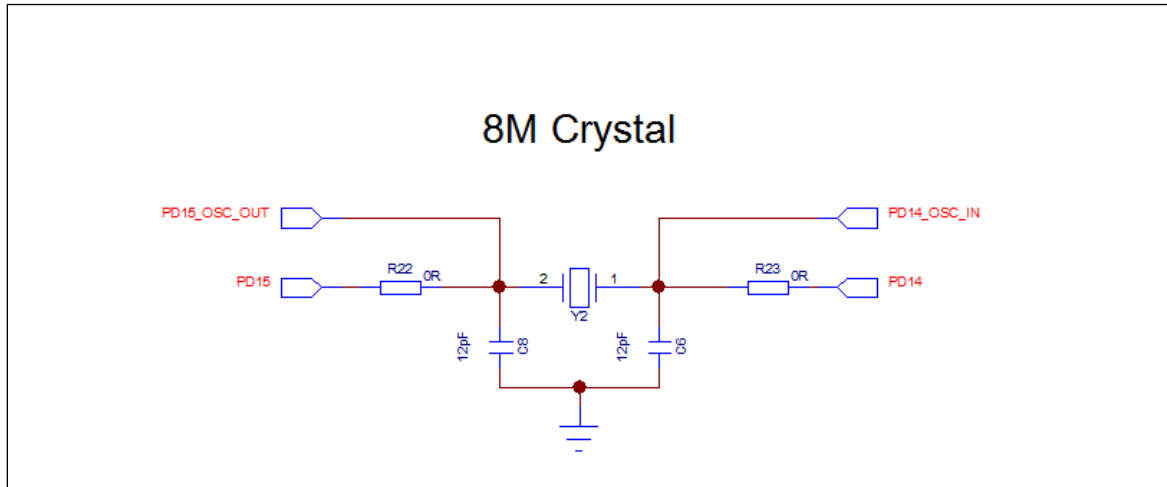 8M Crystal
PD15_OSC_OUT
PD14_OSC_IN
PD15
R22
0R
2
1
Y2
R23
0R
PD14
12pF
C8
12pF
C6